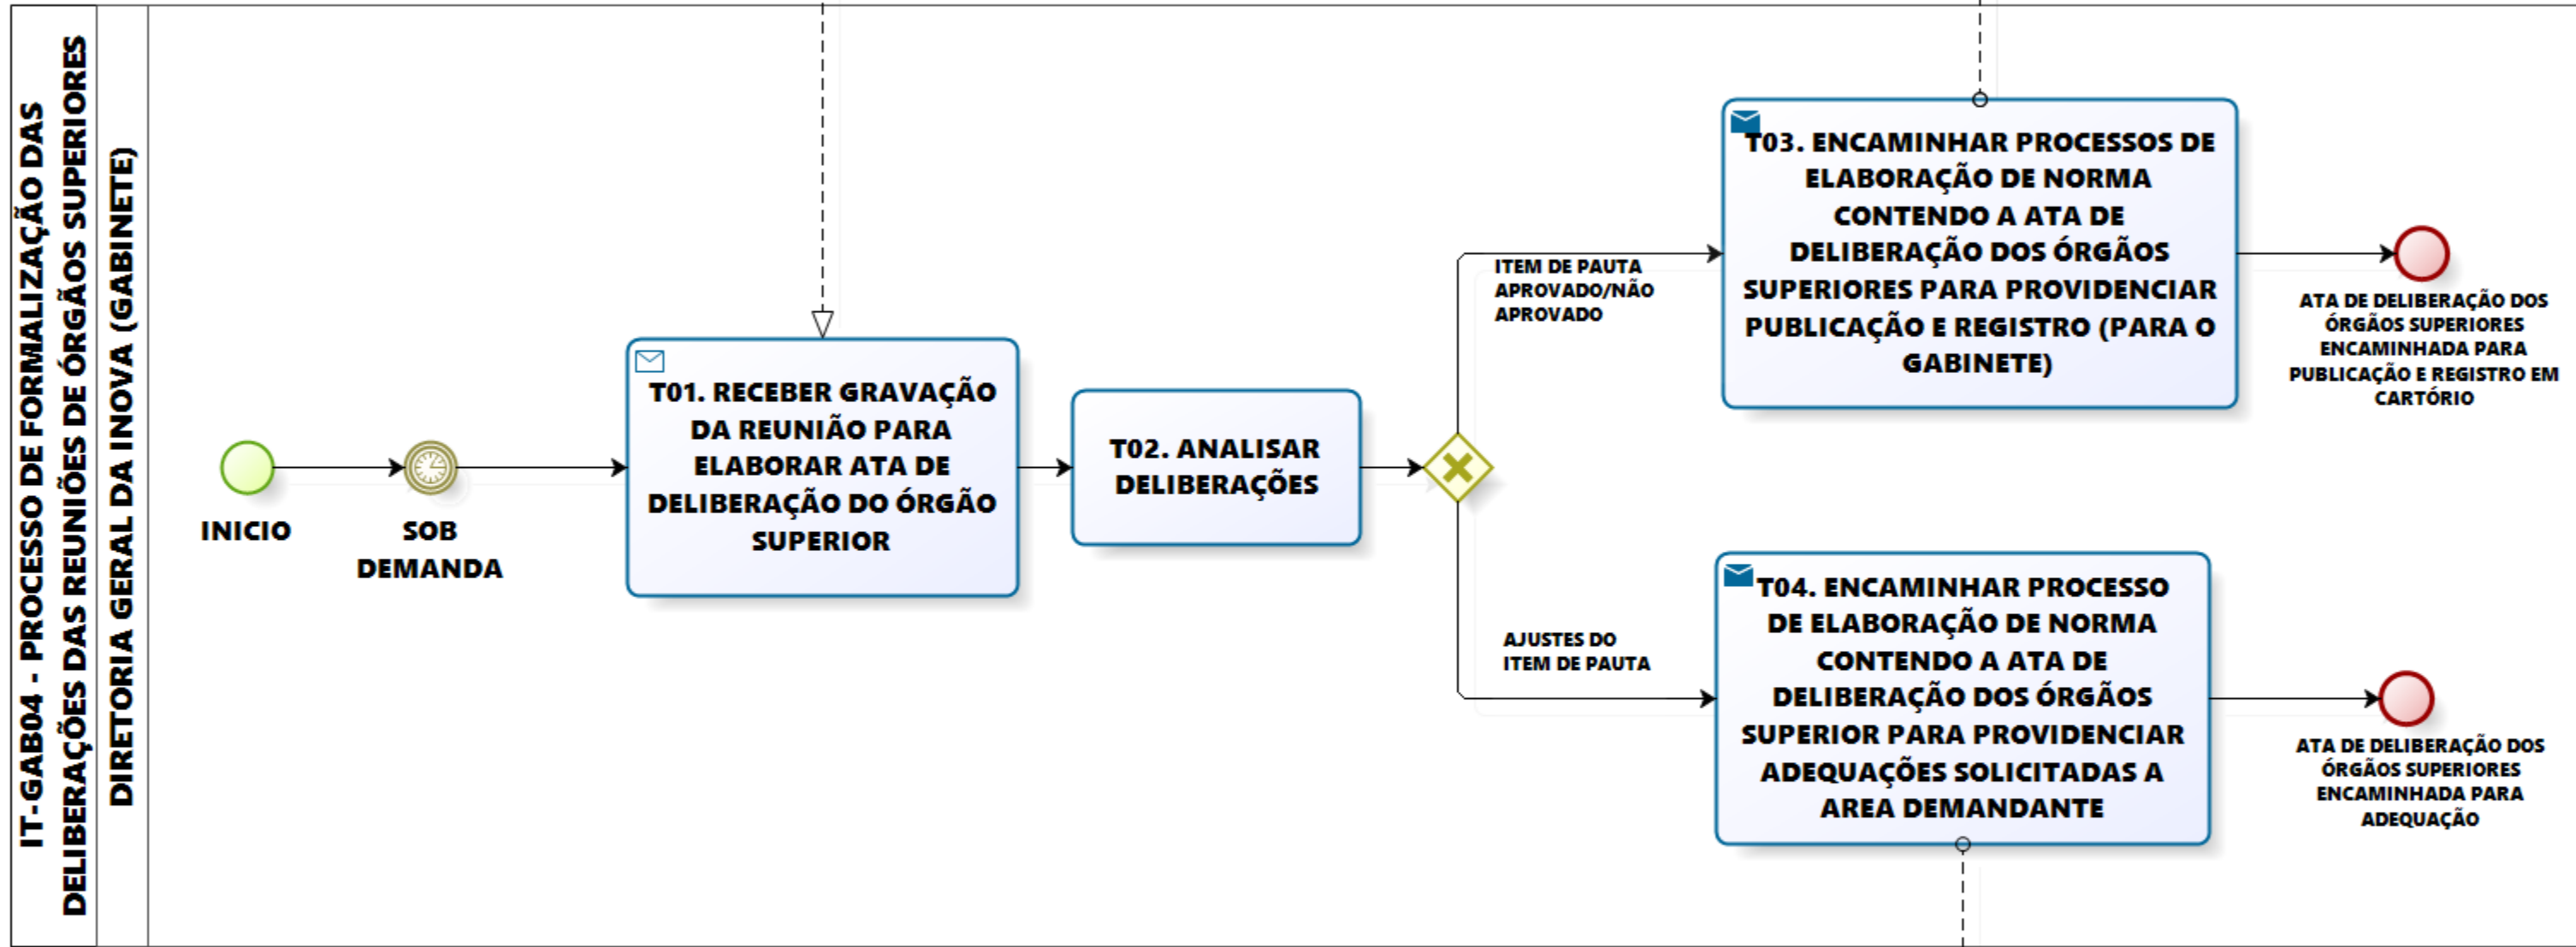 IT-GAB04 - PROCESSO DE FORMALIZAÇÃO DAS
DELIBERAÇÕES DAS REUNIÕES DE ÓRGÃOS SUPERIORES
DIRETORIA GERAL DA INOVA (GABINETE)
INICIO
SOB
DEMANDA
T01. RECEBER GRAVAÇÃO
DA REUNIÃO PARA
ELABORAR ATA DE
DELIBERAÇÃO DO ÓRGÃO
SUPERIOR
T02. ANALISAR
DELIBERAÇÕES
ITEM DE PAUTA
APROVADO/NÃO
APROVADO
T03. ENCAMINHAR PROCESSOS DE
ELABORAÇÃO DE NORMA
CONTENDO A ATA DE
DELIBERAÇÃO DOS ÓRGÃOS
SUPERIORES PARA PROVIDENCIAR
PUBLICAÇÃO E REGISTRO (PARA O
GABINETE)
ATA DE DELIBERAÇÃO DOS
ÓRGÃOS SUPERIORES
ENCAMINHADA PARA
PUBLICAÇÃO E REGISTRO EM
CARTÓRIO
AJUSTES DO
ITEM DE PAUTA
T04. ENCAMINHAR PROCESSO
DE ELABORAÇÃO DE NORMA
CONTENDO A ATA DE
DELIBERAÇÃO DOS ÓRGÃOS
SUPERIOR PARA PROVIDENCIAR
ADEQUAÇÕES SOLICITADAS A
AREA DEMANDANTE
ATA DE DELIBERAÇÃO DOS
ÓRGÃOS SUPERIORES
ENCAMINHADA PARA
ADEQUAÇÃO